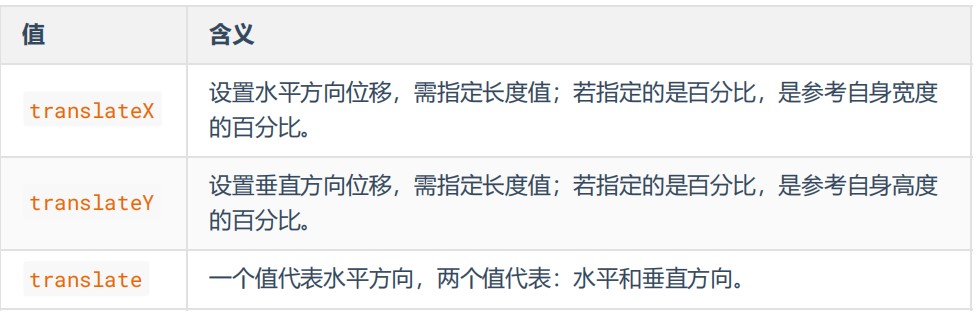 值 含义
translateX 设置水平方向位移，需指定长度值；若指定的是百分比，是参考自身宽度
的百分比。
translateY 设置垂直方向位移，需指定长度值；若指定的是百分比，是参考自身高度
的百分比。
translate 一个值代表水平方向，两个值代表：水平和垂直方向。